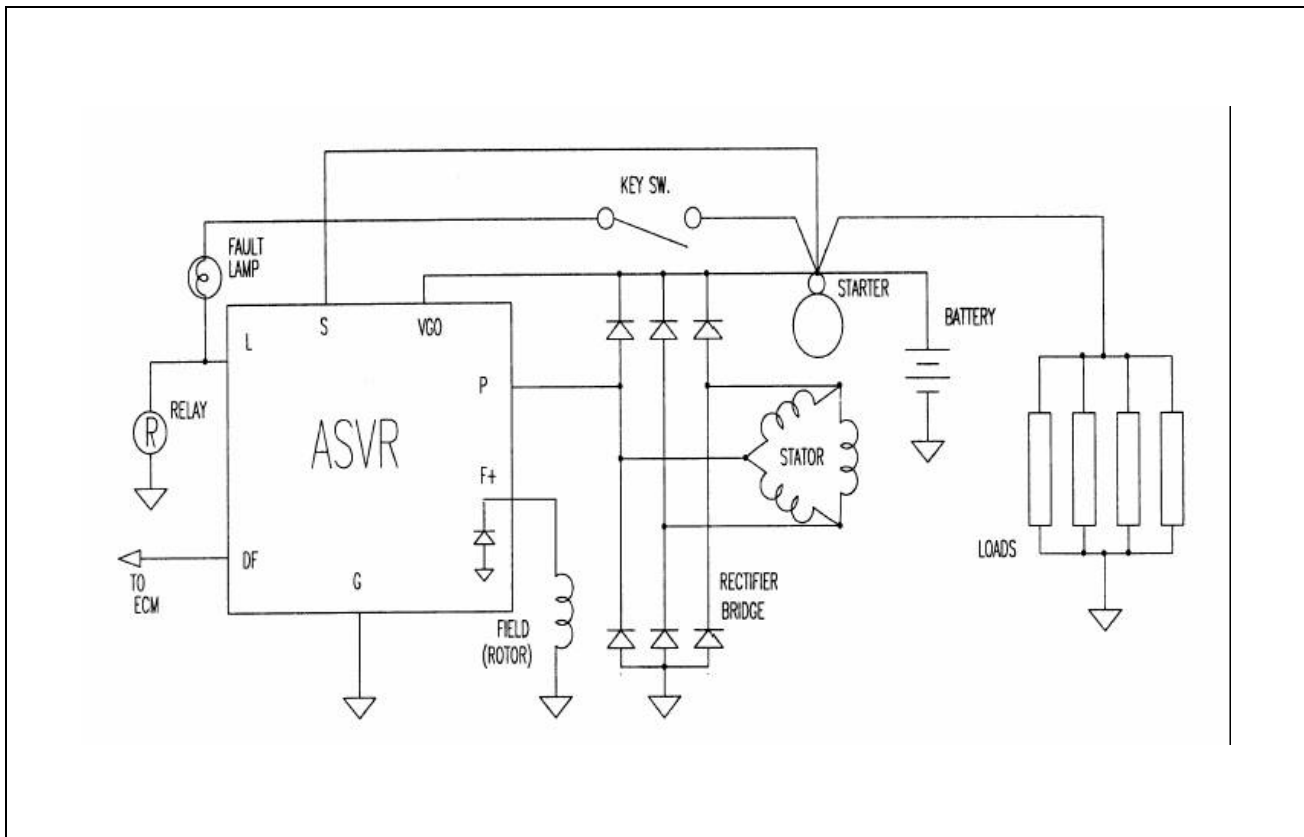 KEY SW.
FAULT
LAMP
STARTER
BATTERY
S
VGO
L
P
RELAY
R
ASVR
STATOR
F+
LOADS
DF
TO
ECM
G
RECTIFIER
BRIDGE
FIELD
(ROTOR)